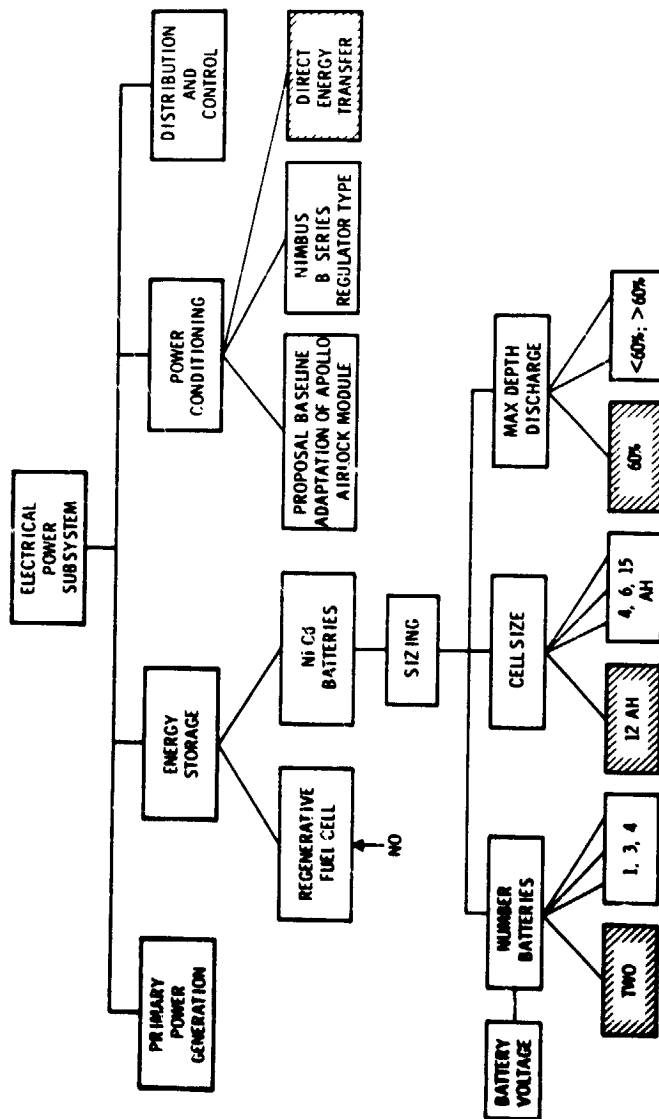 ELECTRICAL
POWER
SUBSYSTEM
PRIMARY
POWER
GENERATION
ENERGY
STORAGE
POWER
CONDITIONING
DISTRIBUTION
AND
CONTROL
REGENERATIVE
FUEL CELL
NO
Ni Cd
BATTERIES
PROPOSAL BASELINE
ADAPTATION OF APOLLO
AIRLOCK MODULE
NIMBUS
B SERIES
REGULATOR TYPE
DIRECT
ENERGY
TRANSFER
SIZING
BATTERY
VOLTAGE
NUMBER
BATTERIES
CELL SIZE
MAX DEPTH
DISCHARGE
TWO
1, 3, 4
12 AH
4, 6, 15
AH
60%
<60%; >60%